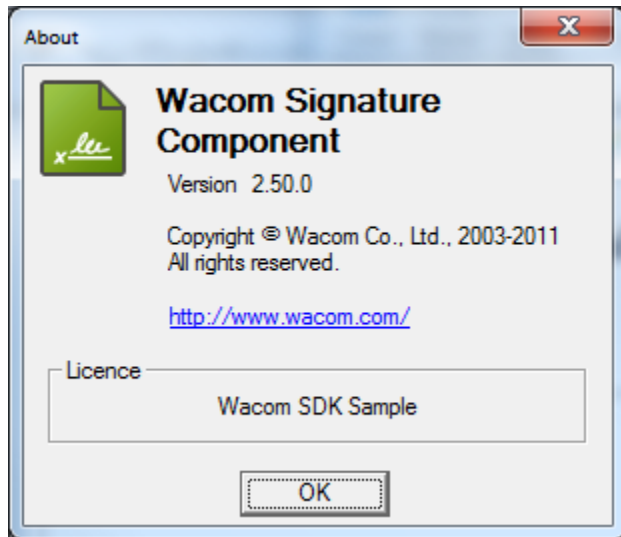 About
Wacom Signature
Component
Version 2.50.0
Copyright © Wacom Co., Ltd., 2003-2011
All rights reserved.
http://www.wacom.com/
Licence
Wacom SDK Sample
OK